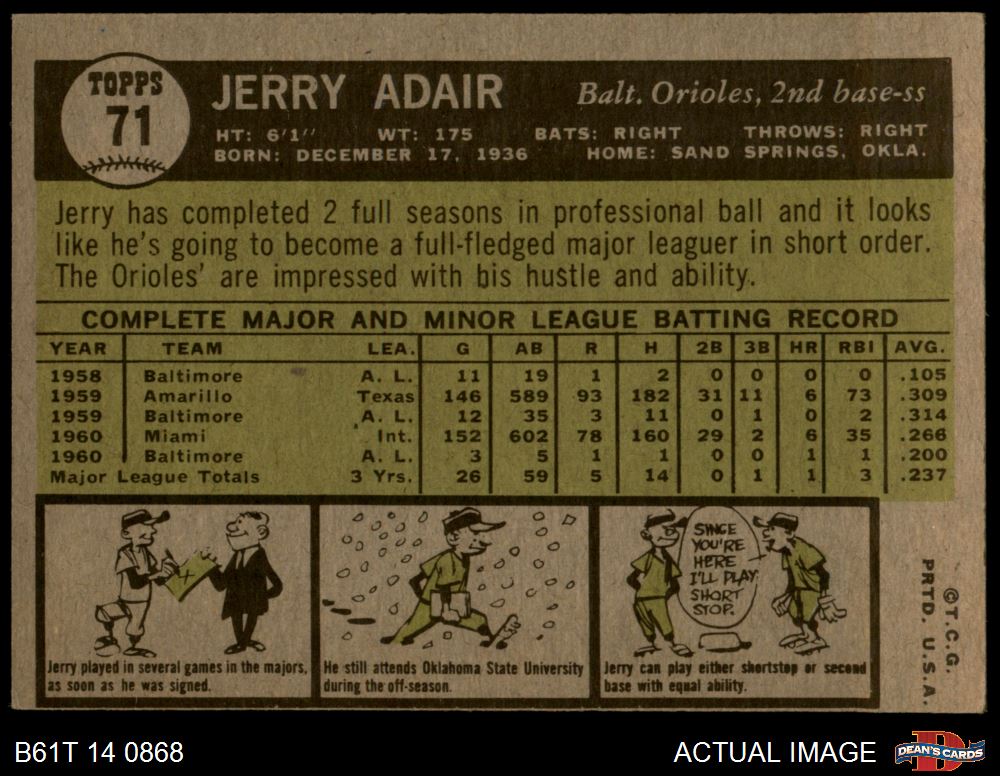 TOPPS
71
JERRY ADAIR
Balt. Orioles, 2nd base-ss
HT: 6'1" WT: 175 BATS: RIGHT THROWS: RIGHT
BORN: DECEMBER 17, 1936 HOME: SAND SPRINGS, OKLA.
Jerry has completed 2 full seasons in professional ball and it looks
like he's going to become a full-fledged major leaguer in short order.
The Orioles' are impressed with his hustle and ability.
COMPLETE MAJOR AND MINOR LEAGUE BATTING RECORD
YEAR TEAM LEA. G AB R H 2B 3B HR RBI AVG.
1958 Baltimore A. L. 11 19 1 2 0 0 0 0 .105
1959 Amarillo Texas 146 589 93 182 31 11 6 73 .309
1959 Baltimore A. L. 12 35 3 11 0 1 0 2 .314
1960 Miami Int. 152 602 78 160 29 2 6 35 .266
1960 Baltimore A. L. 3 5 1 1 0 0 1 1 .200
Major League Totals 3 Yrs. 26 59 5 14 0 1 1 3 .237
X
Jerry played in several games in the majors,
as soon as he was signed.
He still attends Oklahoma State University
during the off-season.
SINCE
YOU'RE
HERE
I'LL PLAY
SHORT
STOP.
Jerry can play either shortstop or second
base with equal ability.
©T.C.G.
PRTD. U.S.A.
B61T 14 0868
ACTUAL IMAGE
D
DEAN'S CARDS